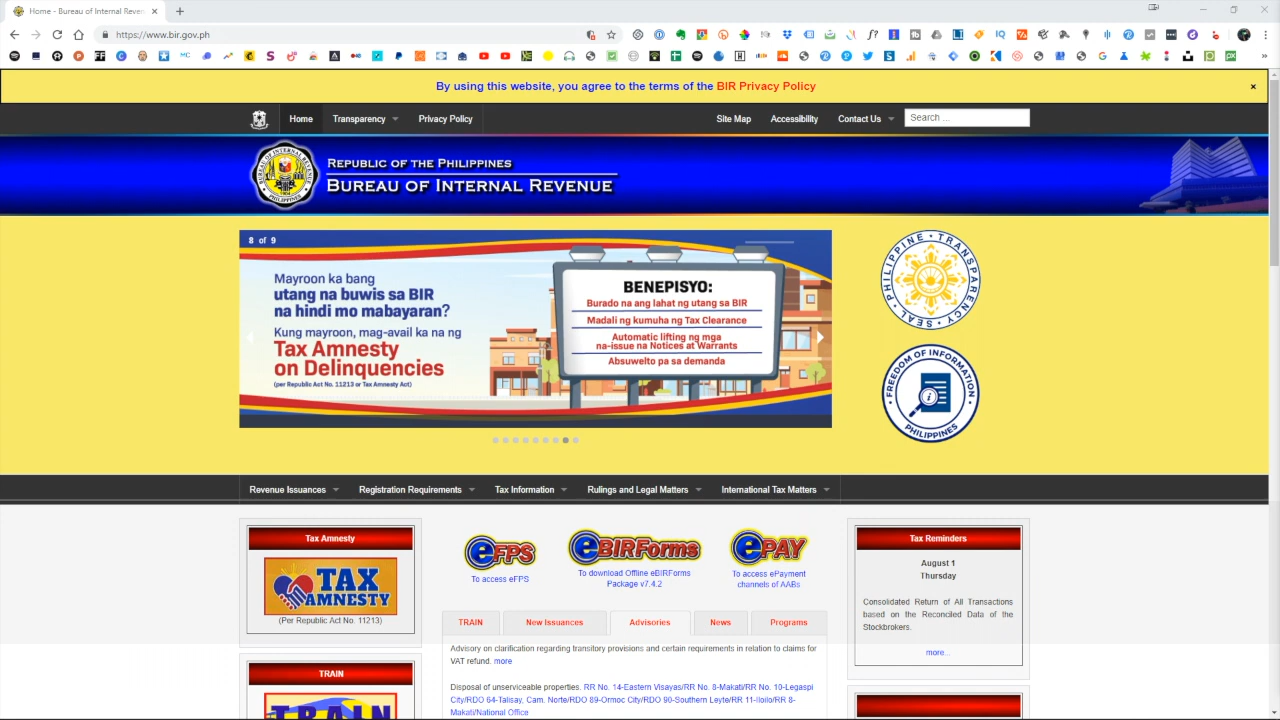 Home - Bureau of Internal Reven
https://www.bir.gov.ph
By using this website, you agree to the terms of the BIR Privacy Policy
Home Transparency Privacy Policy Site Map Accessibility Contact Us Search ...
REPUBLIC OF THE PHILIPPINES
BUREAU OF INTERNAL REVENUE
8 of 9
Mayroon ka bang
utang na buwis sa BIR
na hindi mo mabayaran?
Kung mayroon, mag-avail ka na ng
Tax Amnesty
on Delinquencies
(per Republic Act No. 11213 or Tax Amnesty Act)
BENEPISYO:
Burado na ang lahat ng utang sa BIR
Madali ng kumuha ng Tax Clearance
Automatic lifting ng mga
na-issue na Notices at Warrants
Absuwelto pa sa demanda
PHILIPPINE • TRANSPARENCY • SEAL
FREEDOM OF INFORMATION
PHILIPPINES
Revenue Issuances Registration Requirements Tax Information Rulings and Legal Matters International Tax Matters
Tax Amnesty
TAX
AMNESTY
(Per Republic Act No. 11213)
TRAIN
TRAIN
eFPS
To access eFPS
eBIRForms
To download Offline eBIRForms
Package v7.4.2
ePAY
To access ePayment
channels of AABs
TRAIN New Issuances Advisories News Programs
Advisory on clarification regarding transitory provisions and certain requirements in relation to claims for
VAT refund. more
Disposal of unserviceable properties. RR No. 14-Eastern Visayas/RR No. 8-Makati/RR No. 10-Legaspi
City/RDO 64-Talisay, Cam. Norte/RDO 89-Ormoc City/RDO 90-Southern Leyte/RR 11-Iloilo/RR 8-
Makati/National Office
Tax Reminders
August 1
Thursday
Consolidated Return of All Transactions
based on the Reconciled Data of the
Stockbrokers.
more...